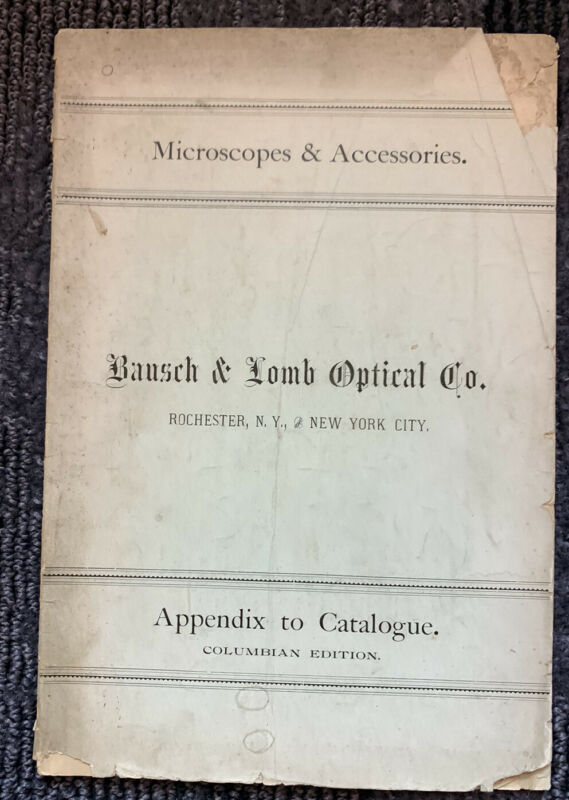 Microscopes & Accessories.
Bausch & Lomb Optical Co.
ROCHESTER, N. Y., & NEW YORK CITY.
Appendix to Catalogue.
COLUMBIAN EDITION.